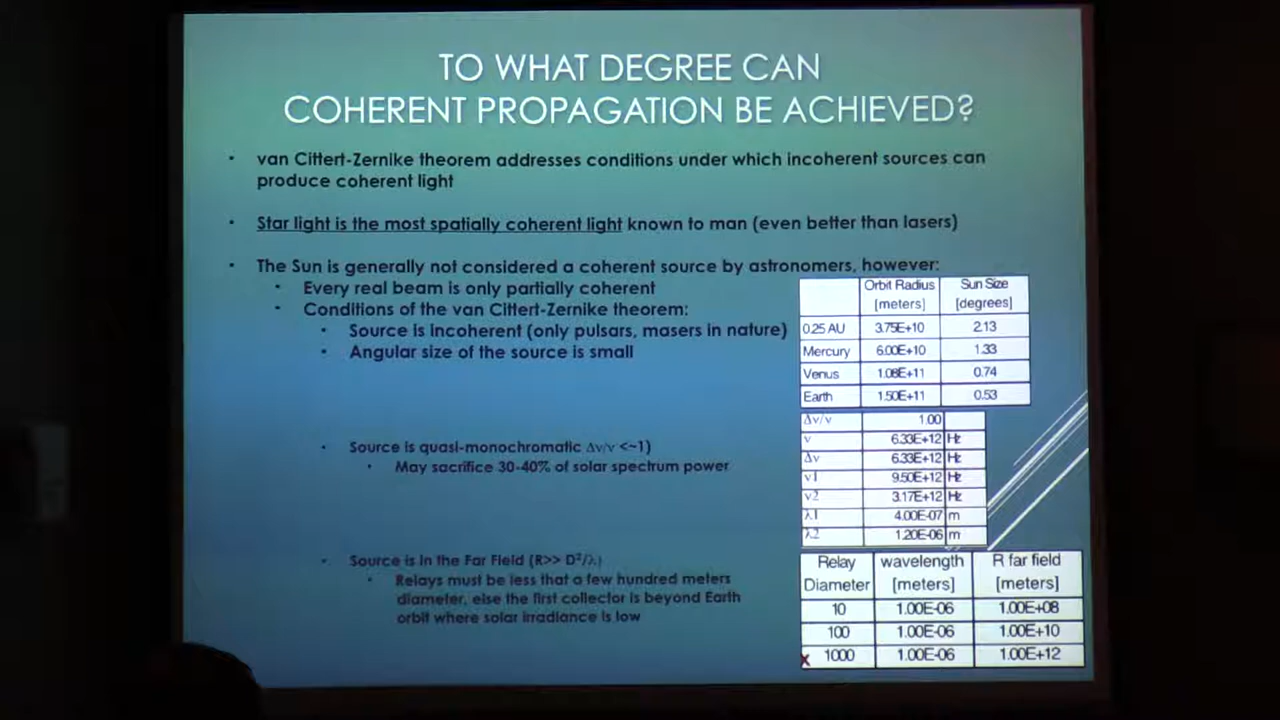 TO WHAT DEGREE CAN
COHERENT PROPAGATION BE ACHIEVED?
• van Cittert-Zernike theorem addresses conditions under which incoherent sources can
produce coherent light
• Star light is the most spatially coherent light known to man (even better than lasers)
• The Sun is generally not considered a coherent source by astronomers, however:
• Every real beam is only partially coherent
• Conditions of the van Cittert-Zernike theorem:
• Source is incoherent (only pulsars, masers in nature)
• Angular size of the source is small
Orbit Radius Sun Size
[meters] [degrees]
0.25 AU 3.75E+10 2.13
Mercury 6.00E+10 1.33
Venus 1.08E+11 0.74
Earth 1.50E+11 0.53
• Source is quasi-monochromatic Δν/ν <~1)
• May sacrifice 30-40% of solar spectrum power
Δν/ν 1.00
ν 6.33E+12 Hz
Δν 6.33E+12 Hz
ν1 9.50E+12 Hz
ν2 3.17E+12 Hz
λ1 4.00E-07 m
λ2 1.20E-06 m
• Source is in the Far Field (R>> D²/λ)
• Relays must be less that a few hundred meters
diameter, else the first collector is beyond Earth
orbit where solar irradiance is low
Relay wavelength R far field
Diameter [meters] [meters]
10 1.00E-06 1.00E+08
100 1.00E-06 1.00E+10
x 1000 1.00E-06 1.00E+12